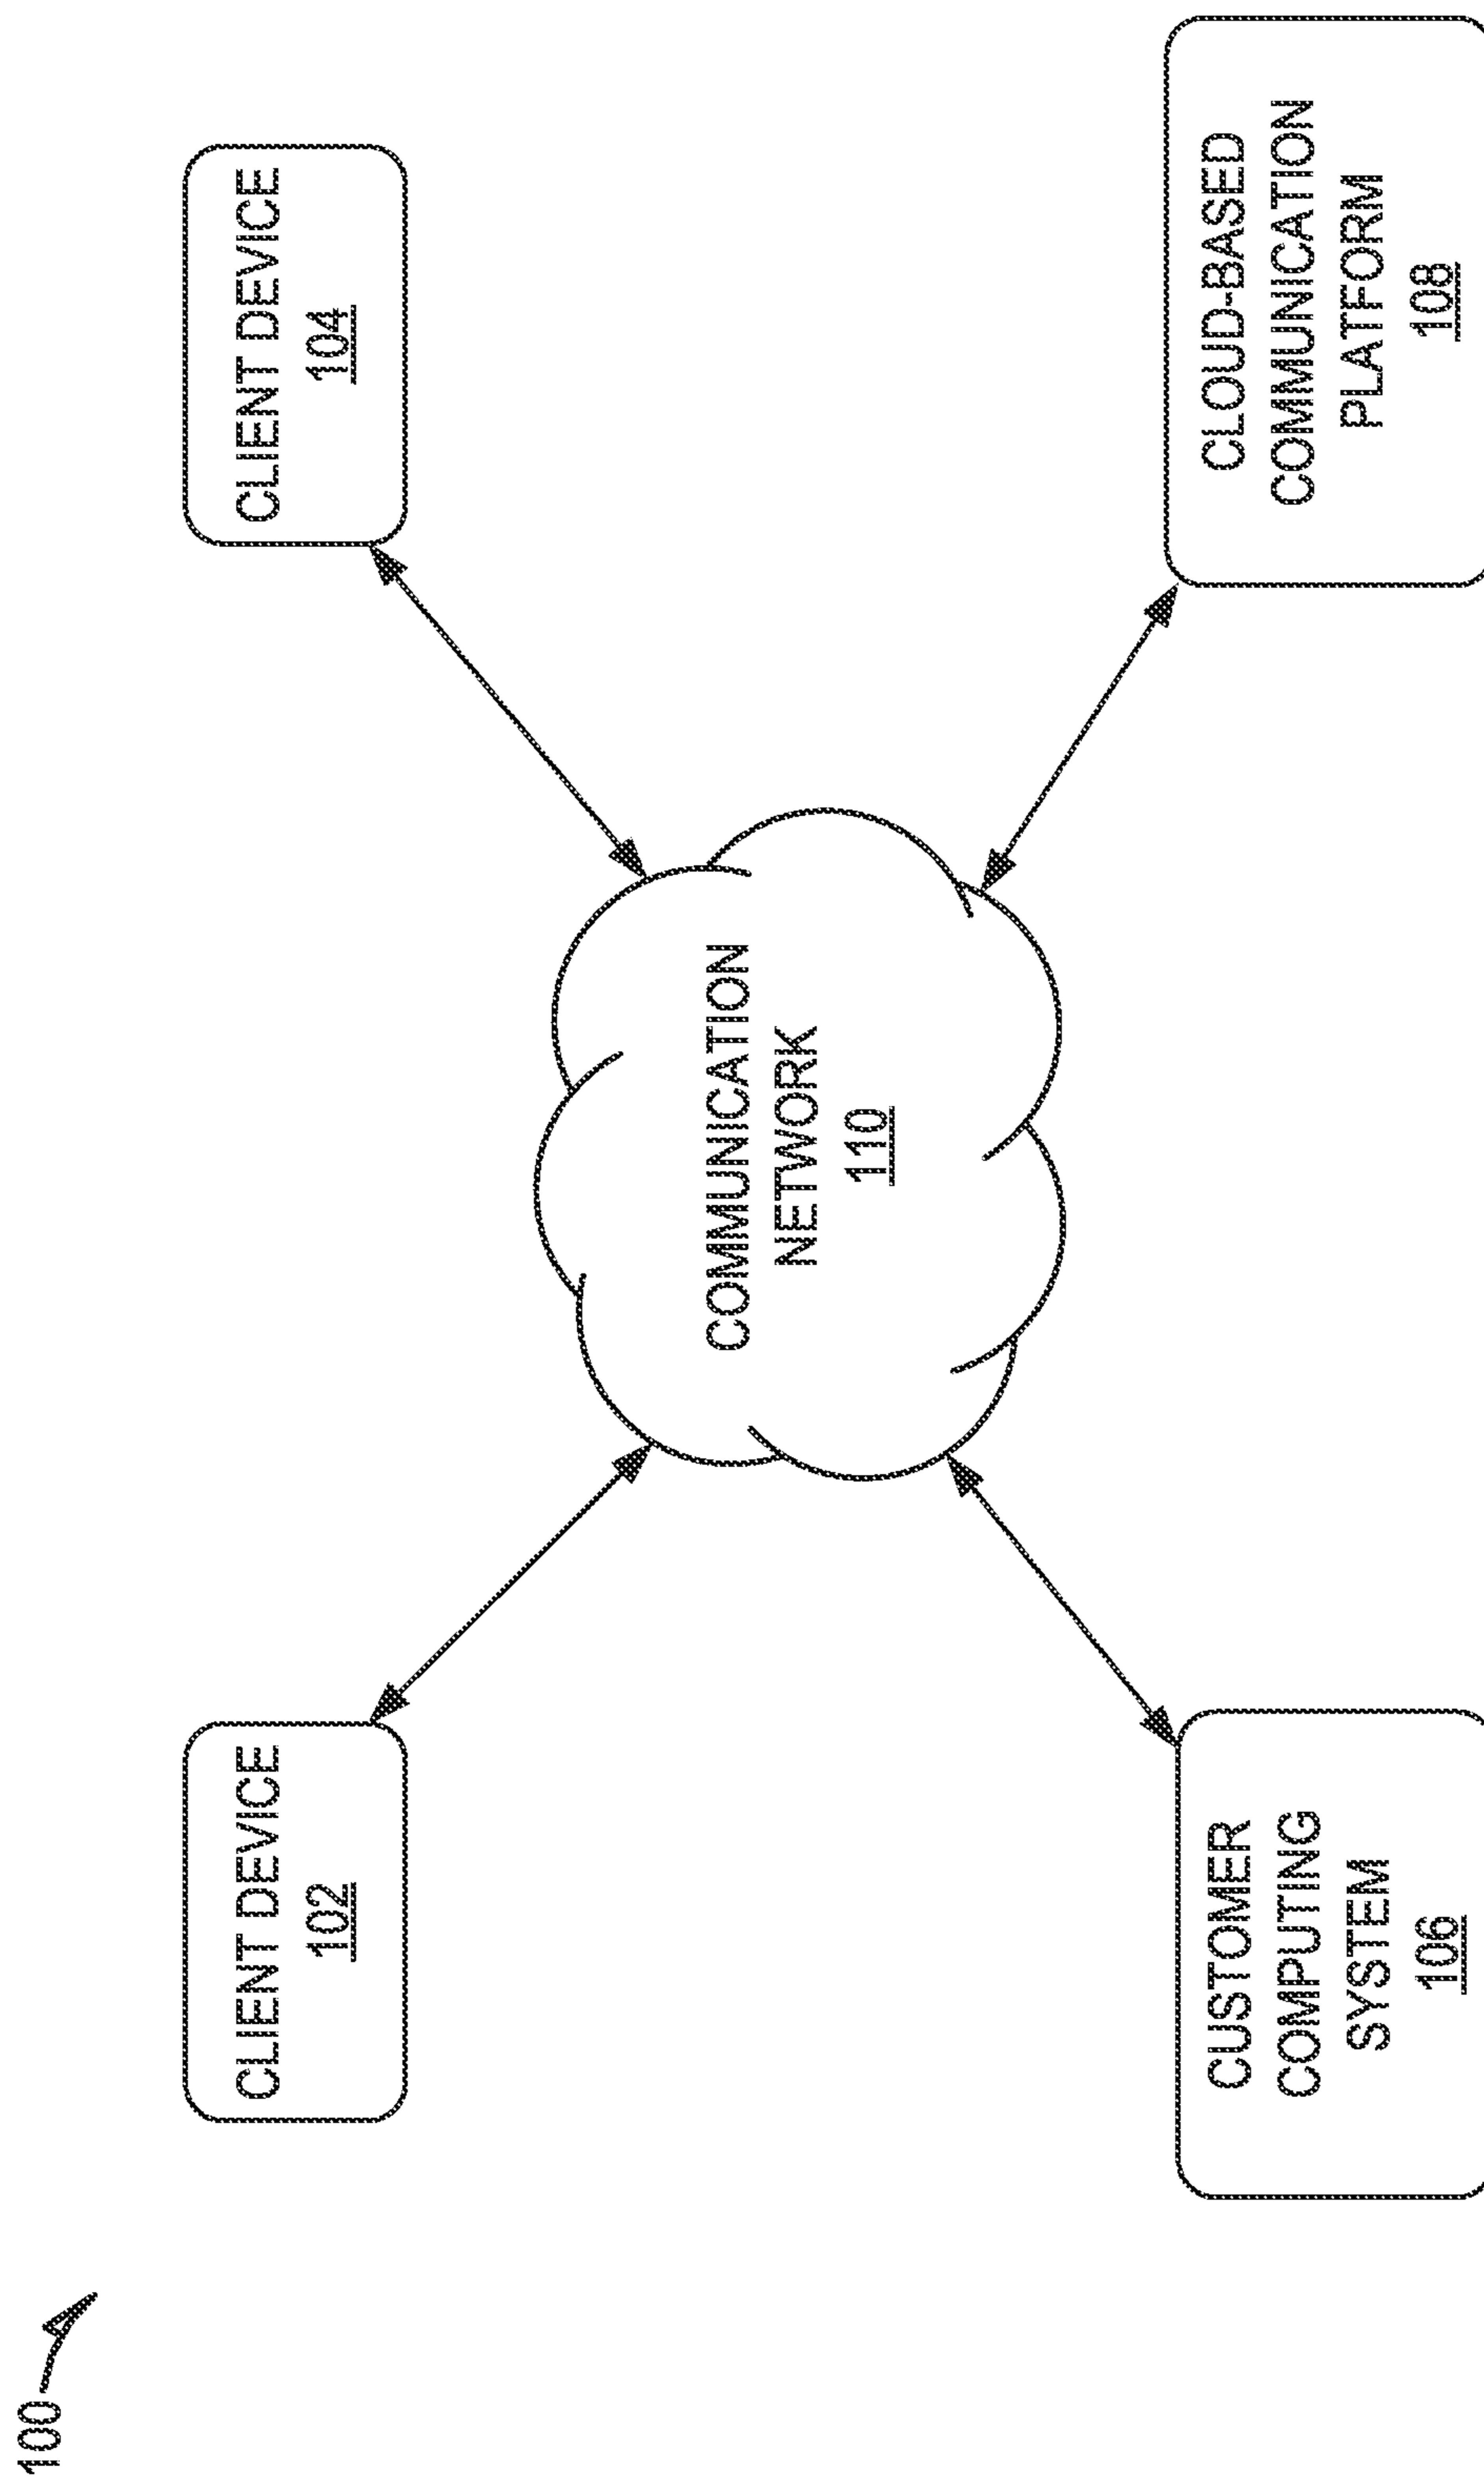 100
CLIENT DEVICE
102
CLIENT DEVICE
104
COMMUNICATION
NETWORK
110
CUSTOMER
COMPUTING
SYSTEM
106
CLOUD-BASED
COMMUNICATION
PLATFORM
108